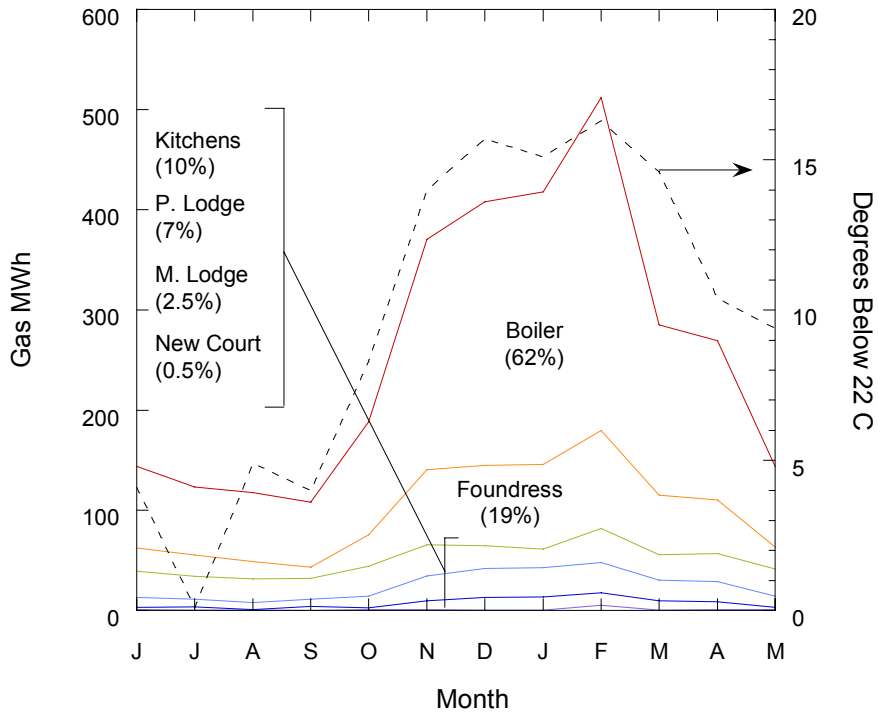 600
500
400
300
200
100
0
Gas MWh
Kitchens
(10%)
P. Lodge
(7%)
M. Lodge
(2.5%)
New Court
(0.5%)
Boiler
(62%)
Foundress
(19%)
20
15
10
5
0
Degrees Below 22 C
J J A S O N D J F M A M
Month